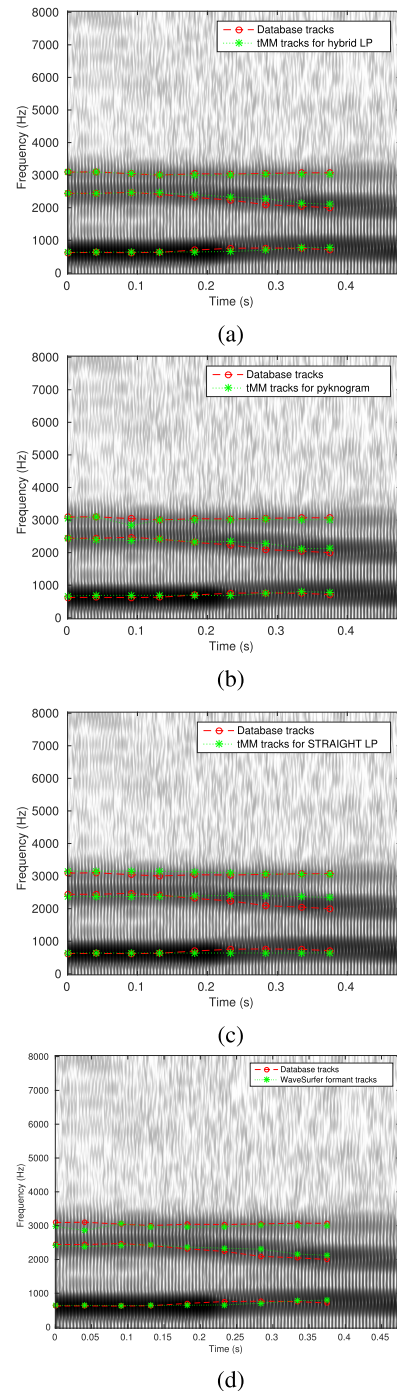 8000
7000
6000
5000
4000
3000
2000
1000
0
Frequency (Hz)
Database tracks
tMM tracks for hybrid LP
0 0.1 0.2 0.3 0.4
Time (s)
(a)
8000
7000
6000
5000
4000
3000
2000
1000
0
Frequency (Hz)
Database tracks
tMM tracks for pyknogram
0 0.1 0.2 0.3 0.4
Time (s)
(b)
8000
7000
6000
5000
4000
3000
2000
1000
0
Frequency (Hz)
Database tracks
tMM tracks for STRAIGHT LP
0 0.1 0.2 0.3 0.4
Time (s)
(c)
8000
7000
6000
5000
4000
3000
2000
1000
0
Frequency (Hz)
Database tracks
WaveSurfer formant tracks
0 0.05 0.1 0.15 0.2 0.25 0.3 0.35 0.4 0.45
Time (s)
(d)